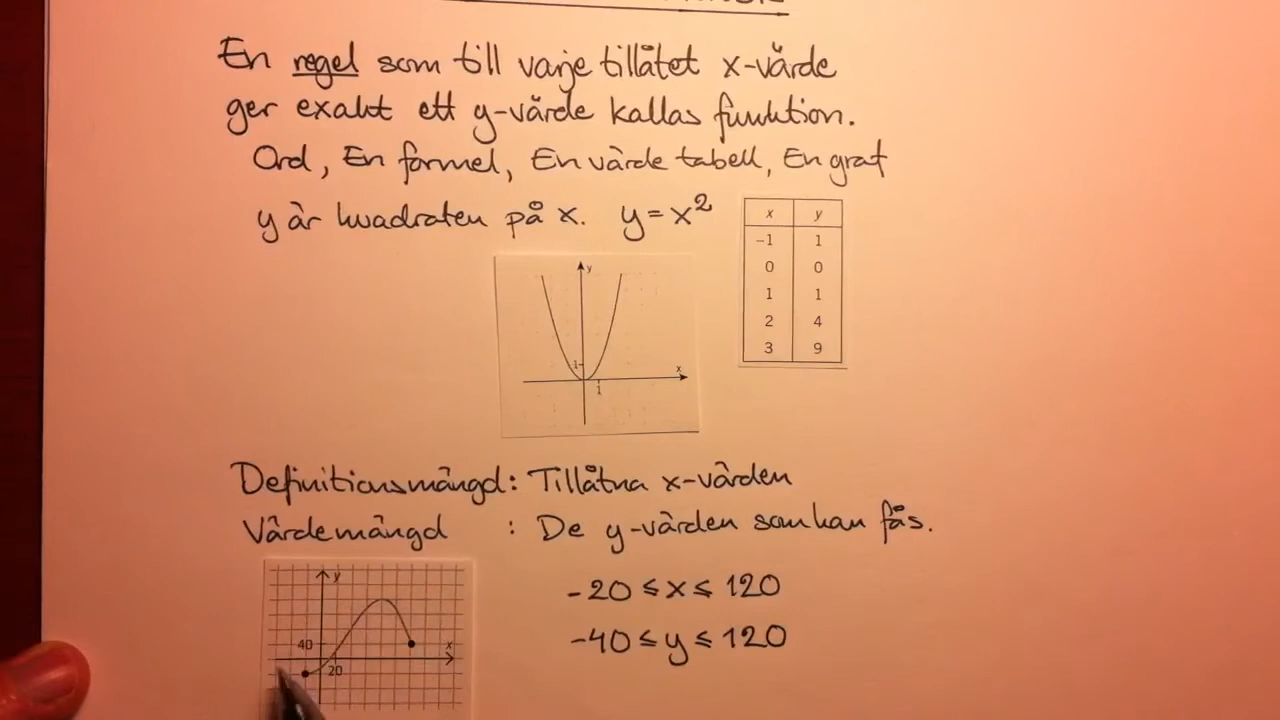 En regel som till varje tillåtet x-värde
ger exakt ett y-värde kallas funktion.
Ord, En formel, En värde tabell, En graf
y är kvadraten på x. y = x²
x y
-1 1
0 0
1 1
2 4
3 9
y
1
x
1
Definitionsmängd: Tillåtna x-värden
Värdemängd : De y-värden som kan fås.
y
-20 ≤ x ≤ 120
40
x
-40 ≤ y ≤ 120
20